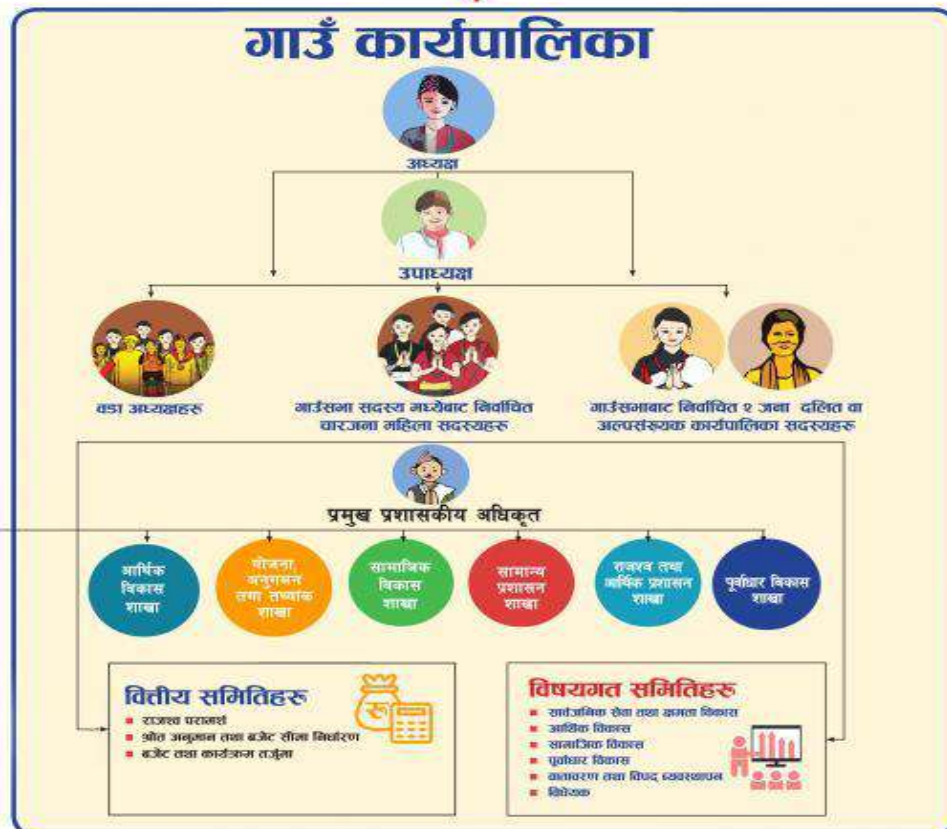 गाउँ कार्यपालिका
अध्यक्ष
उपाध्यक्ष
वडा अध्यक्षहरु
गाउँसभा सदस्य मध्येबाट निर्वाचित
चारजना महिला सदस्यहरु
गाउँसभाबाट निर्वाचित २ जना दलित वा
अल्पसंख्यक कार्यपालिका सदस्यहरु
प्रमुख प्रशासकीय अधिकृत
आर्थिक
विकास
शाखा
योजना,
अनुगमन
तथा तथ्यांक
शाखा
सामाजिक
विकास
शाखा
सामान्य
प्रशासन
शाखा
राजश्व तथा
आर्थिक प्रशासन
शाखा
पूर्वाधार विकास
शाखा
वित्तीय समितिहरु
राजश्व परामर्श
श्रोत अनुमान तथा बजेट सीमा निर्धारण
बजेट तथा कार्यक्रम तर्जुमा
रु
विषयगत समितिहरु
सार्वजनिक सेवा तथा क्षमता विकास
आर्थिक विकास
सामाजिक विकास
पूर्वाधार विकास
वातावरण तथा विपद् व्यवस्थापन
विधेयक